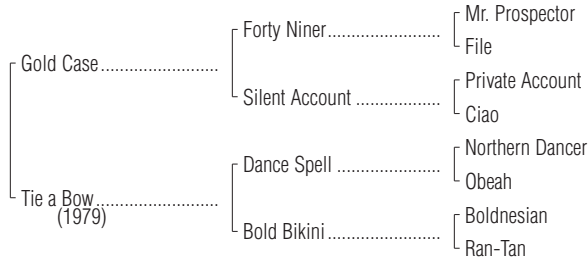 Mr. Prospector
Forty Niner
File
Gold Case
Private Account
Silent Account
Ciao
Northern Dancer
Dance Spell
Obeah
Tie a Bow
(1979)
Boldnesian
Bold Bikini
Ran-Tan